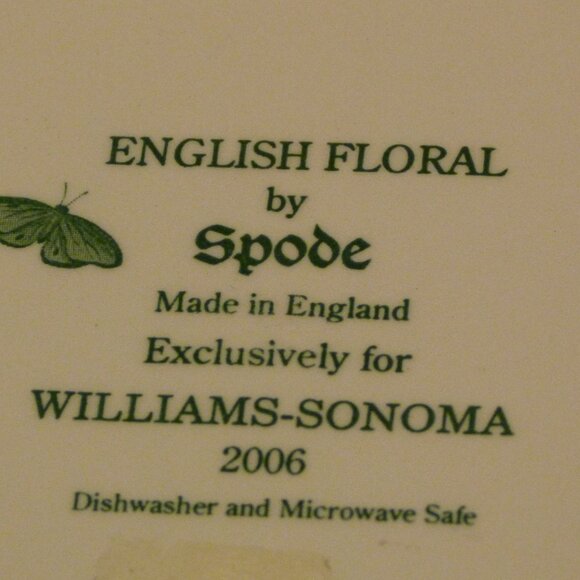 ENGLISH FLORAL
by
Spode
Made in England
Exclusively for
WILLIAMS-SONOMA
2006
Dishwasher and Microwave Safe